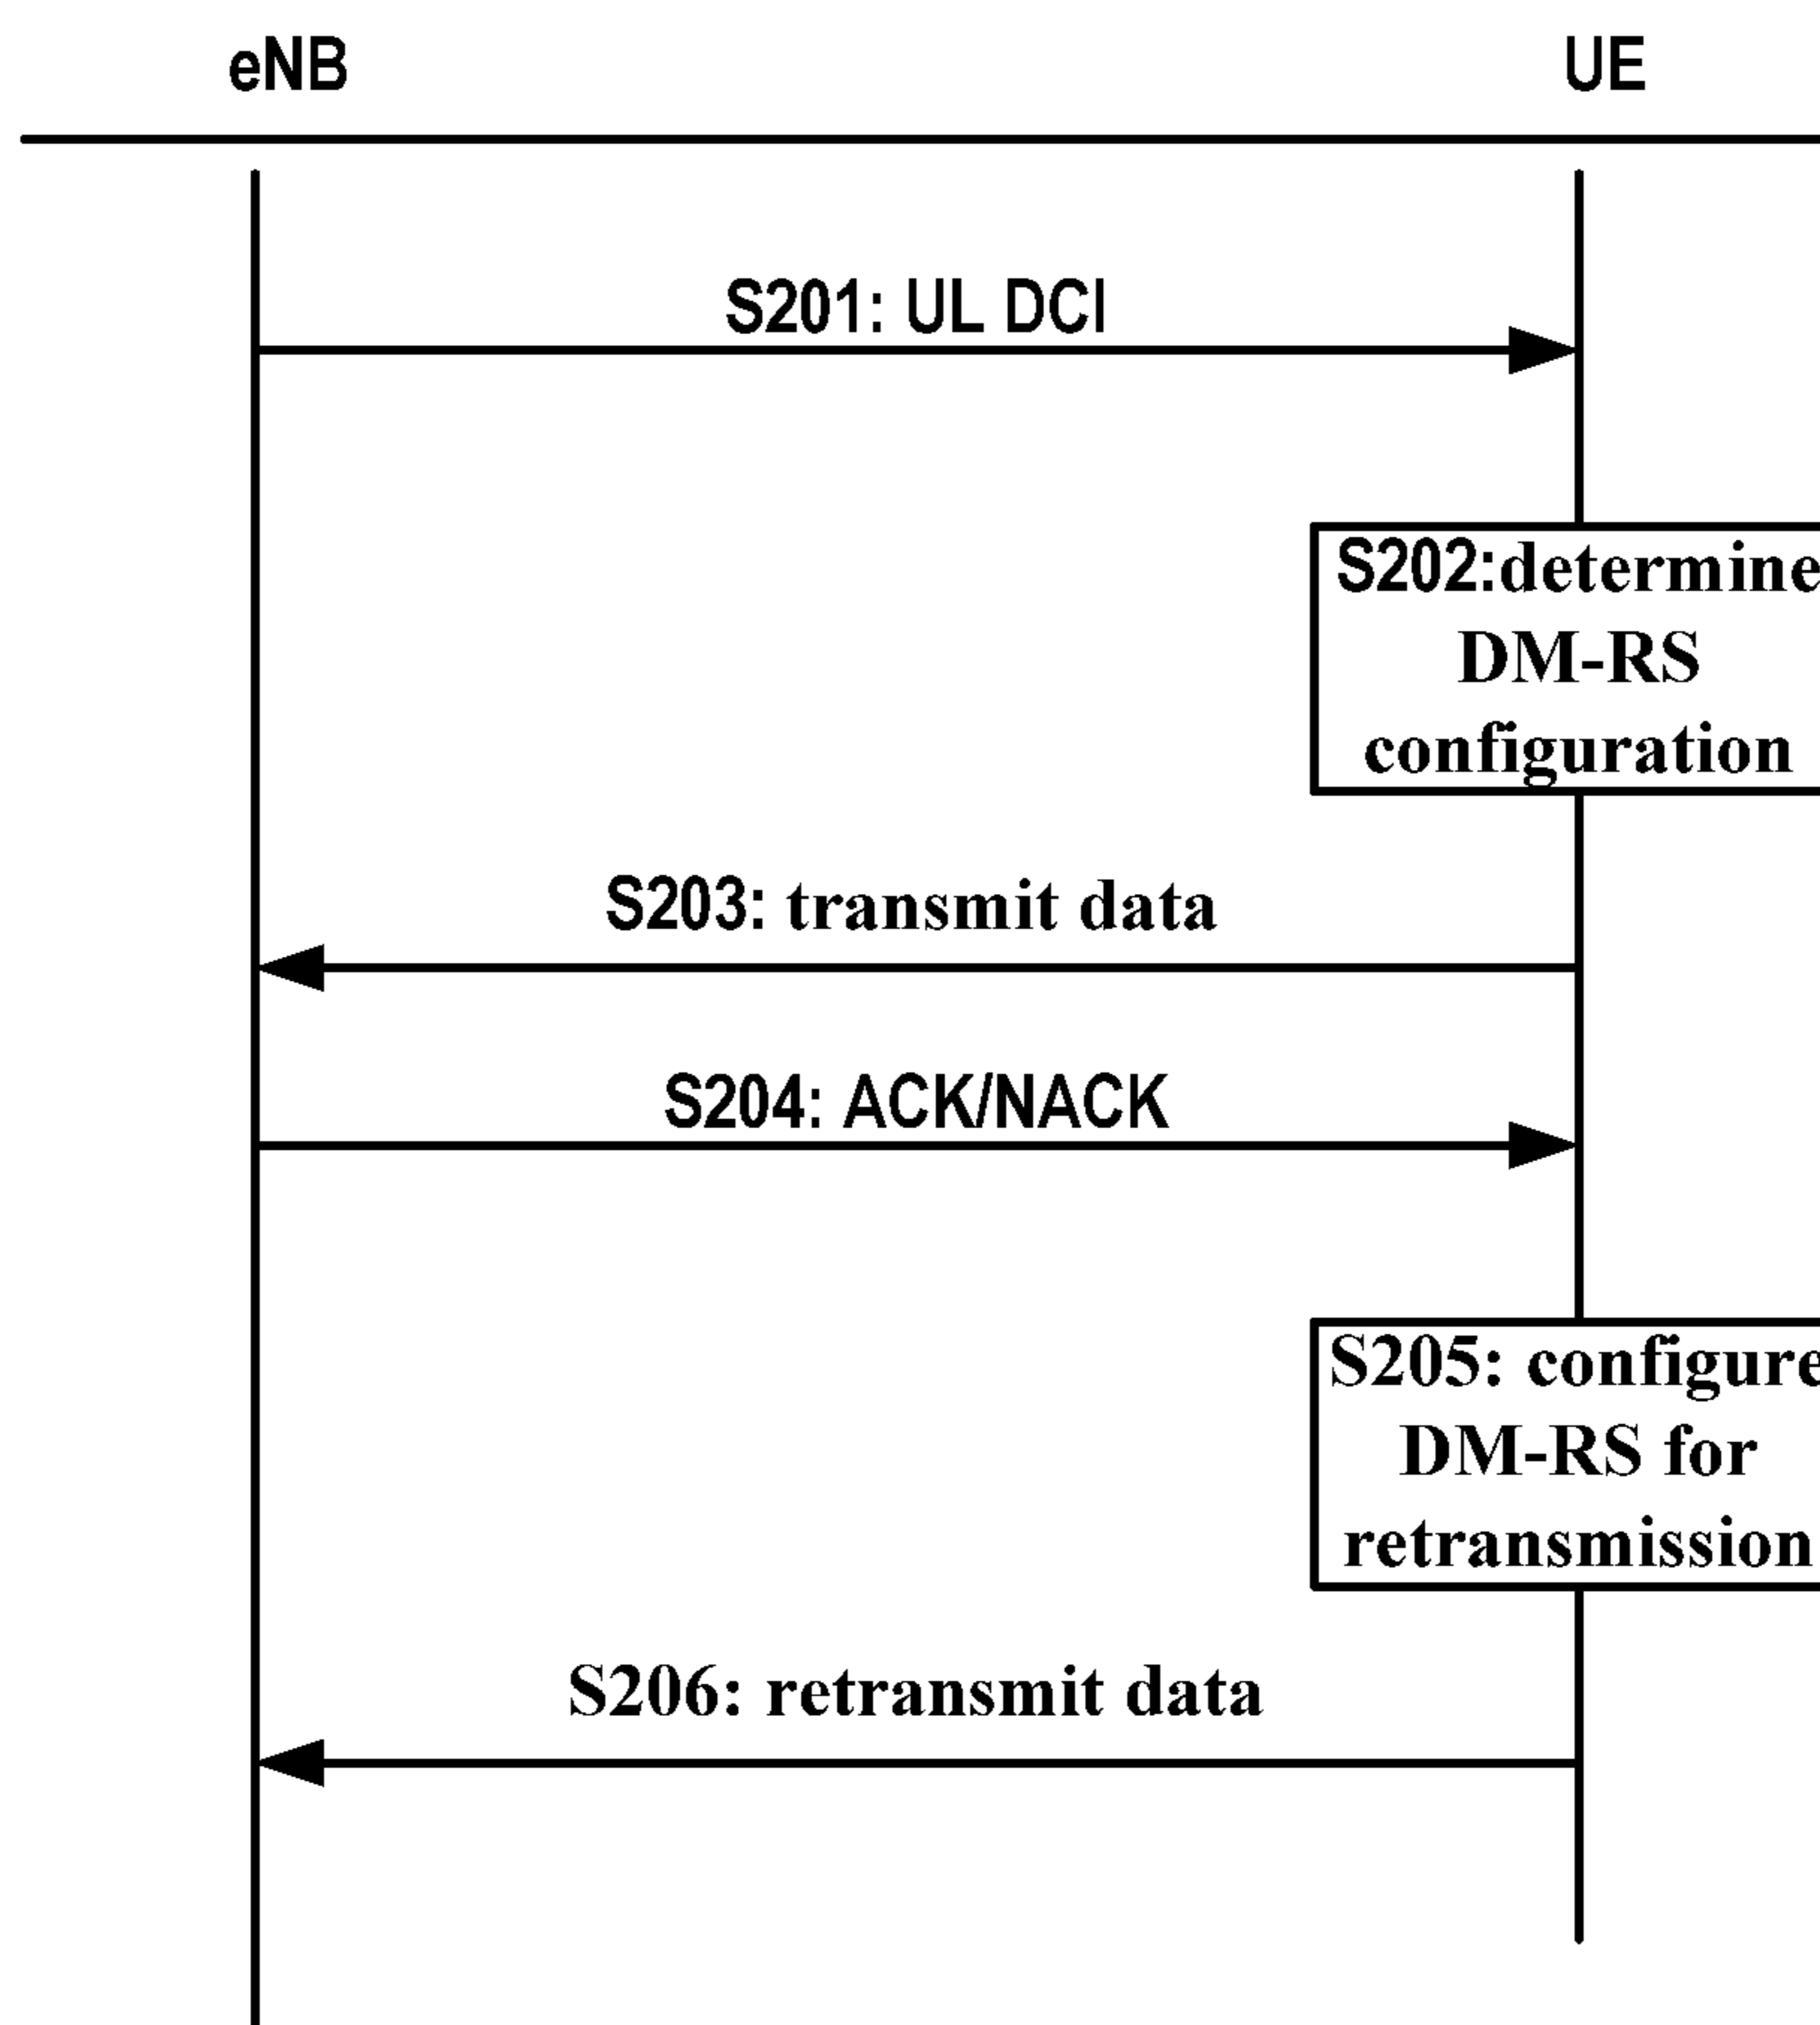 eNB
UE
S201: UL DCI
S202:determine
DM-RS
configuration
S203: transmit data
S204: ACK/NACK
S205: configure
DM-RS for
retransmission
S206: retransmit data